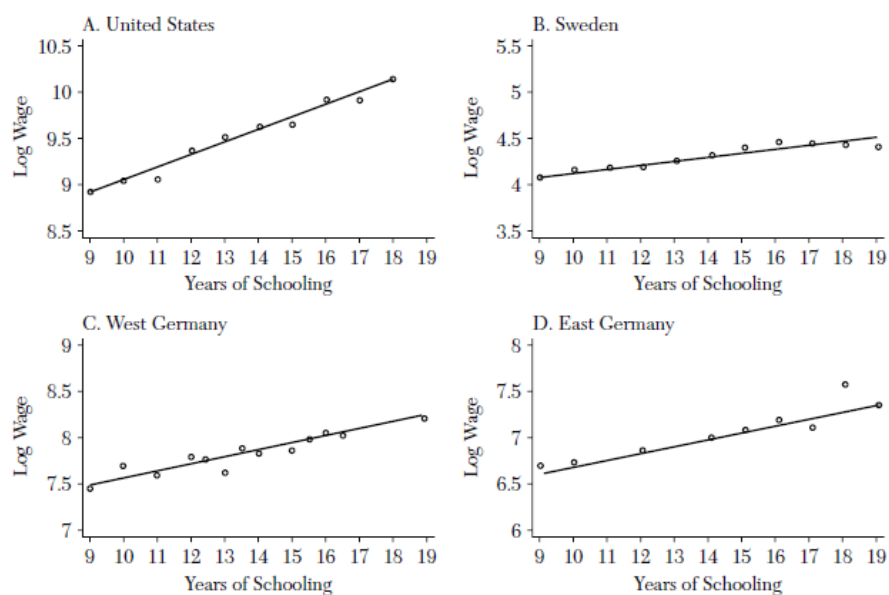 A. United States
10.5
10
9.5
9
8.5
Log Wage
9 10 11 12 13 14 15 16 17 18 19
Years of Schooling
B. Sweden
5.5
5
4.5
4
3.5
Log Wage
9 10 11 12 13 14 15 16 17 18 19
Years of Schooling
C. West Germany
9
8.5
8
7.5
7
Log Wage
9 10 11 12 13 14 15 16 17 18 19
Years of Schooling
D. East Germany
8
7.5
7
6.5
6
Log Wage
9 10 11 12 13 14 15 16 17 18 19
Years of Schooling